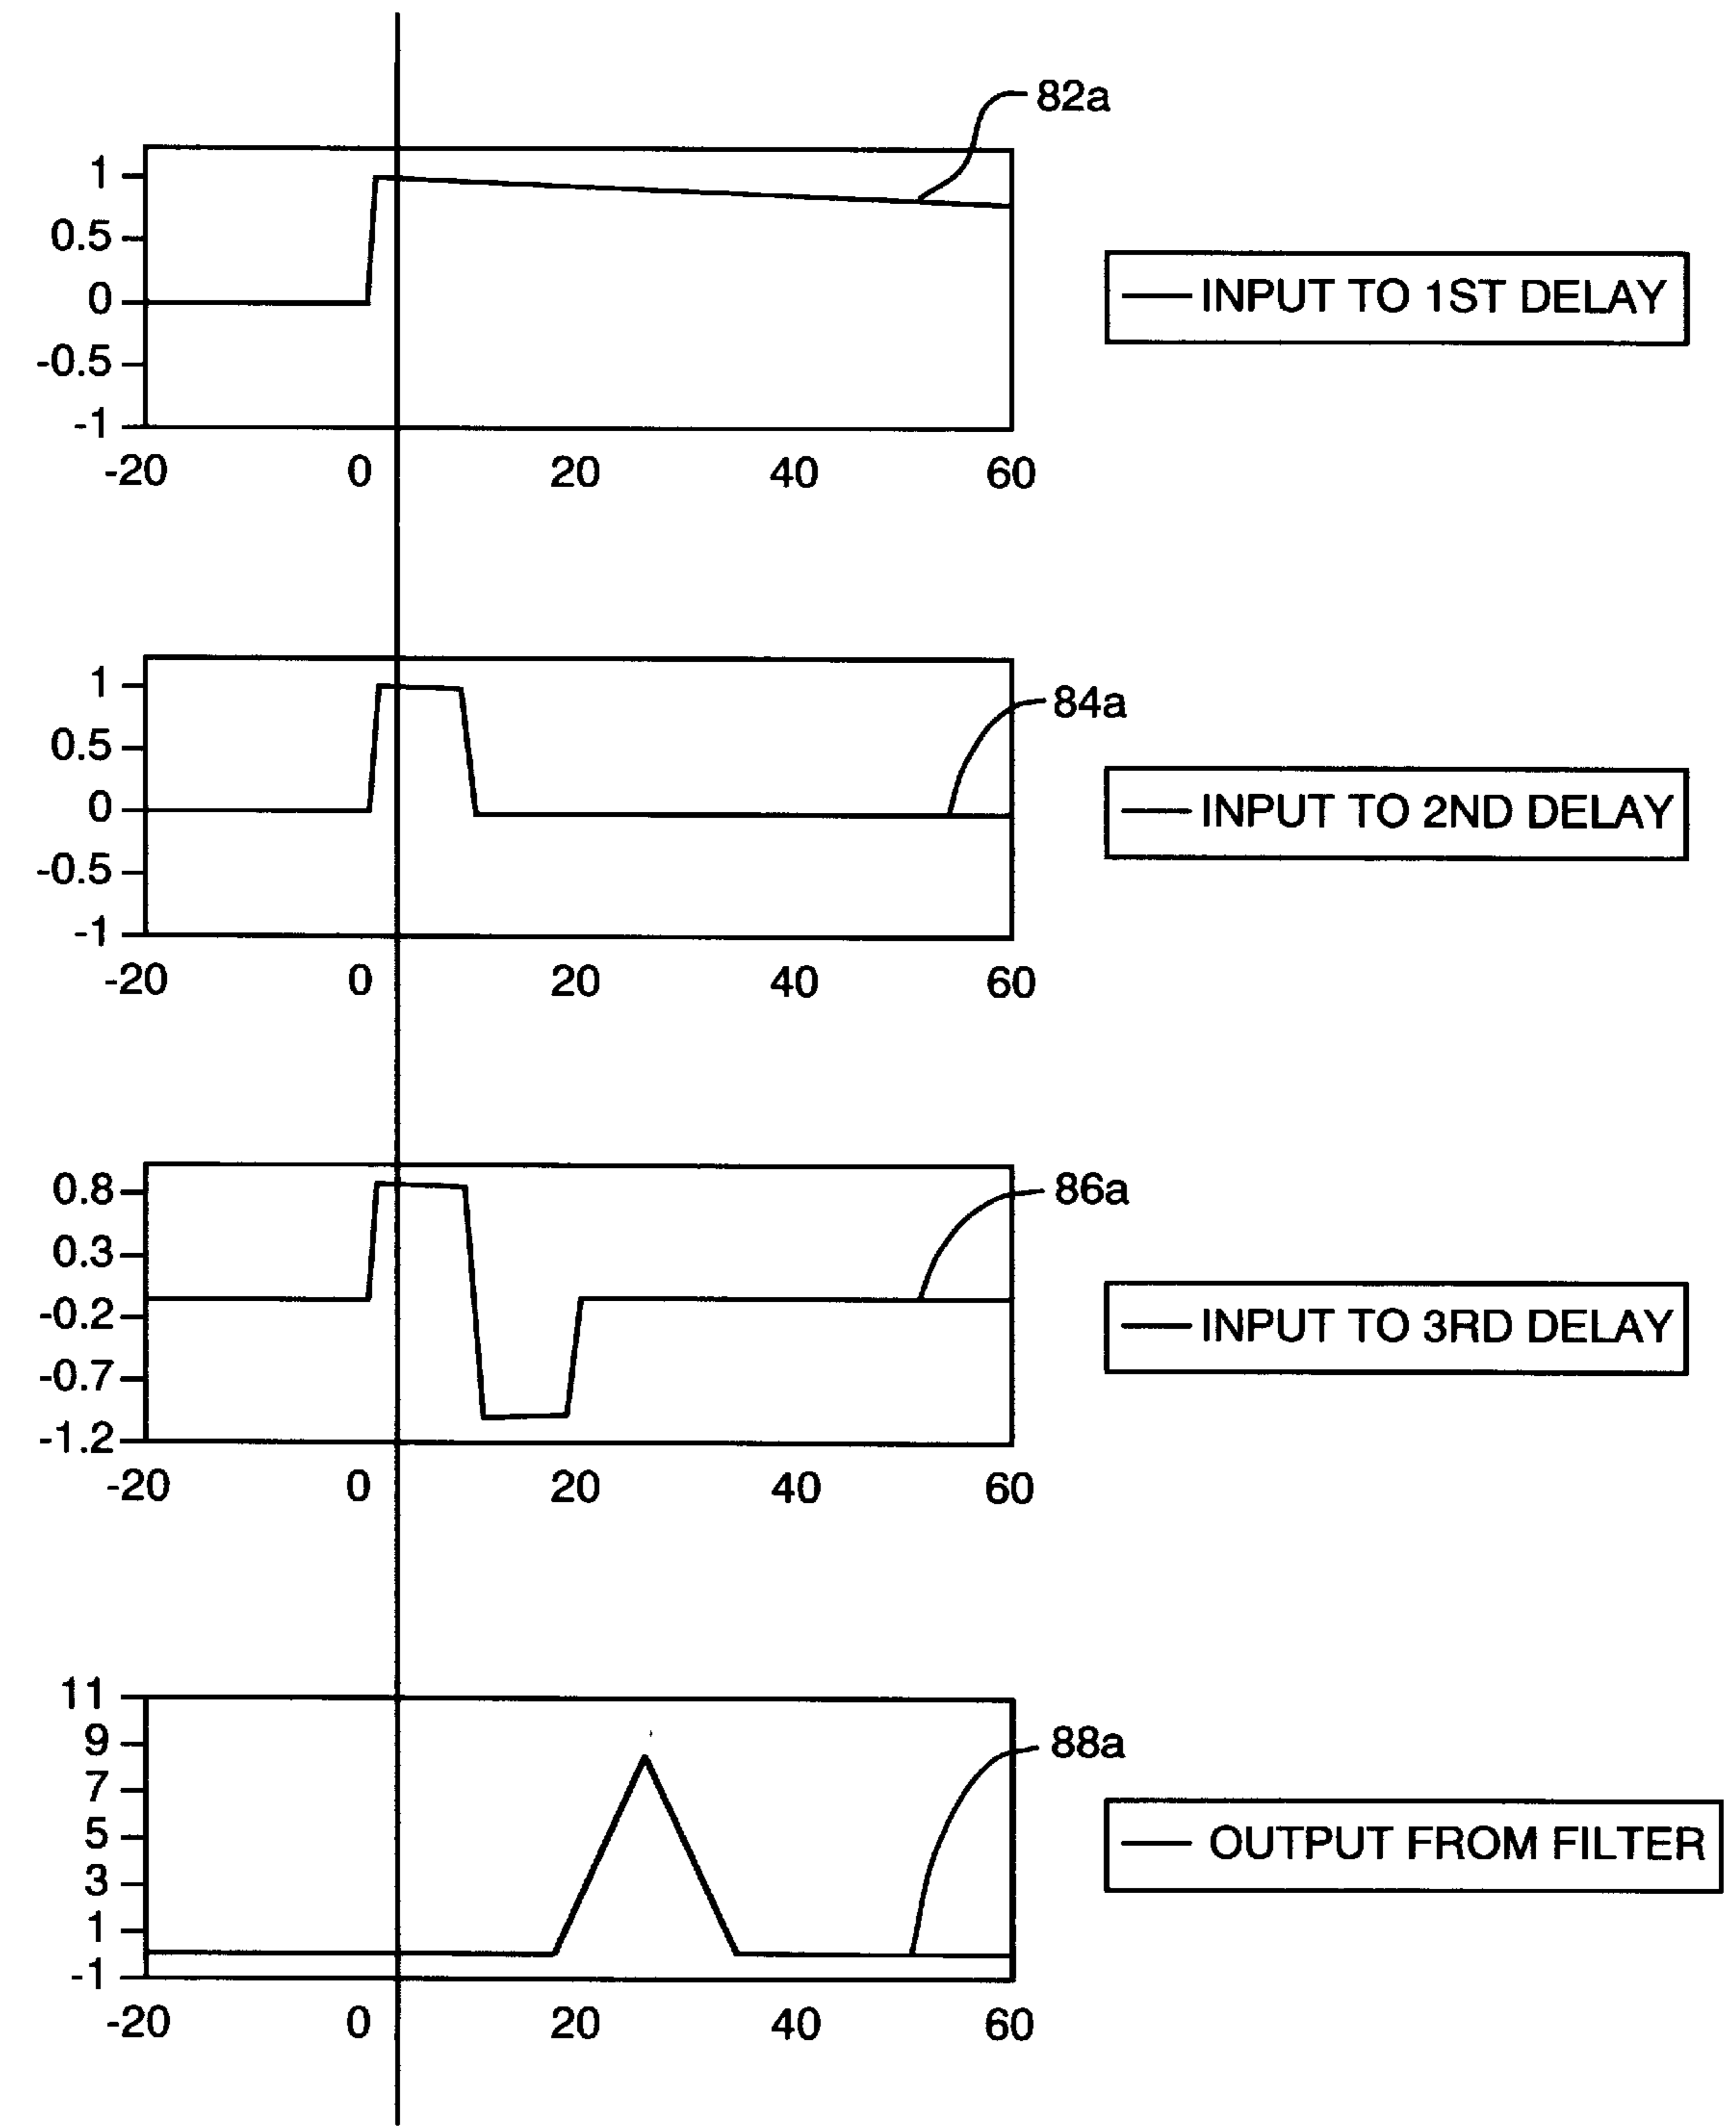 82a
1
0.5
0
-0.5
-1
-20 0 20 40 60
INPUT TO 1ST DELAY
84a
1
0.5
0
-0.5
-1
-20 0 20 40 60
INPUT TO 2ND DELAY
86a
0.8
0.3
-0.2
-0.7
-1.2
-20 0 20 40 60
INPUT TO 3RD DELAY
88a
11
9
7
5
3
1
-1
-20 0 20 40 60
OUTPUT FROM FILTER